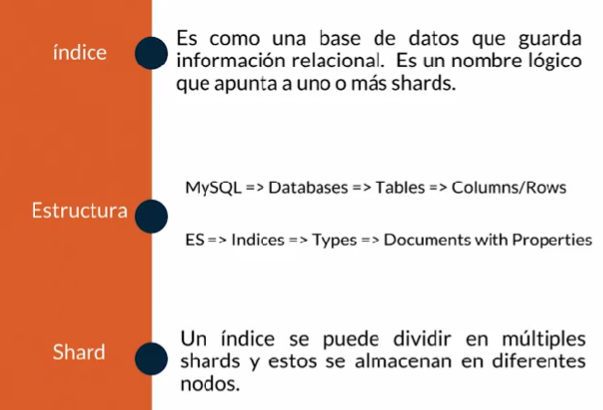 índice
Es como una base de datos que guarda
información relacional. Es un nombre lógico
que apunta a uno o más shards.
Estructura
MySQL => Databases => Tables => Columns/Rows
ES => Indices => Types => Documents with Properties
Shard
Un índice se puede dividir en múltiples
shards y estos se almacenan en diferentes
nodos.